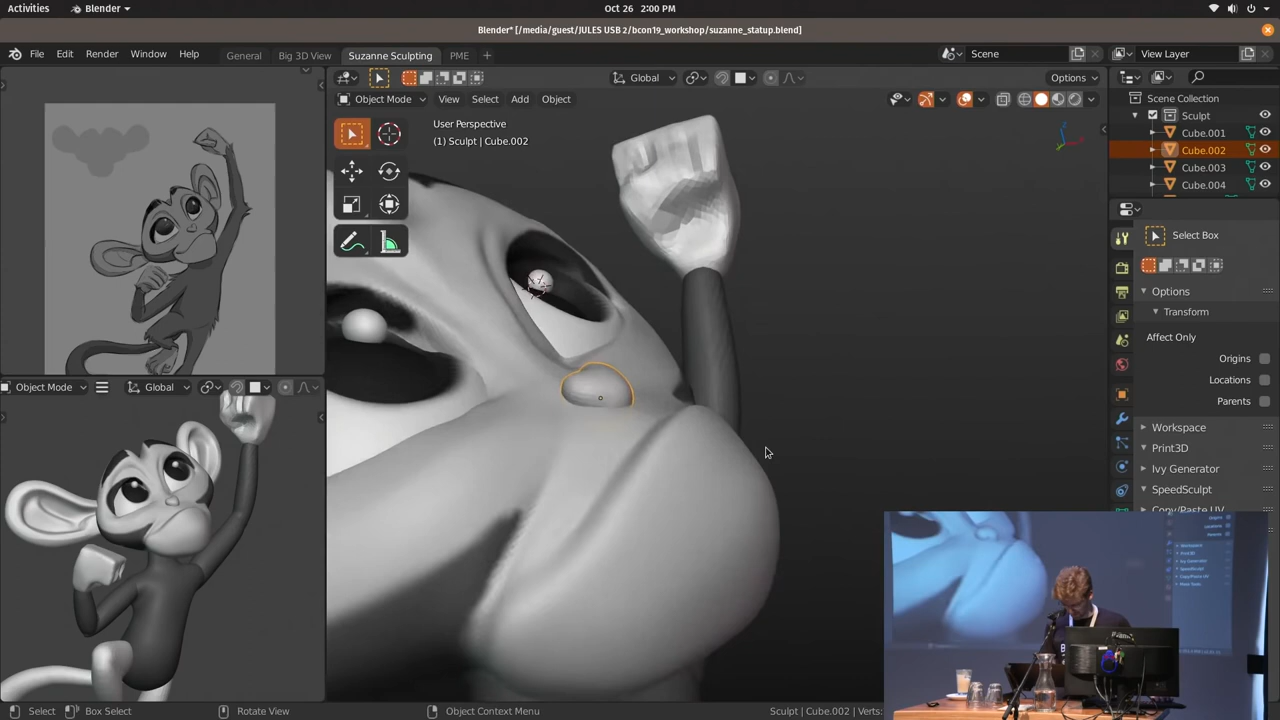 Activities
Blender
Oct 26 2:00 PM
Blender* [/media/guest/JULES USB 2/bcon19_workshop/suzanne_statup.blend]
File Edit Render Window Help
General Big 3D View Suzanne Sculpting PME +
Scene
View Layer
Global
Options
Object Mode View Select Add Object
User Perspective
(1) Sculpt | Cube.002
Scene Collection
Sculpt
Cube.001
Cube.002
Cube.003
Cube.004
Select Box
Options
Transform
Affect Only
Origins
Locations
Parents
Workspace
Print3D
Ivy Generator
SpeedSculpt
Copy/Paste UV
Object Mode
Global
Select
Box Select
Rotate View
Object Context Menu
Sculpt | Cube.002 | Verts: